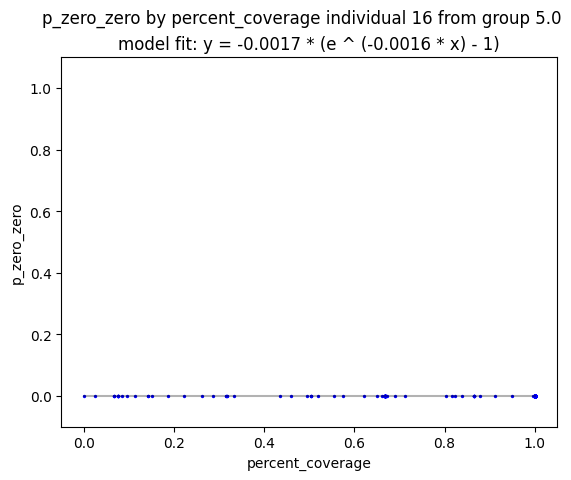 p_zero_zero by percent_coverage individual 16 from group 5.0
model fit: y = -0.0017 * (e ^ (-0.0016 * x) - 1)
1.0
0.8
0.6
0.4
0.2
0.0
p_zero_zero
0.0 0.2 0.4 0.6 0.8 1.0
percent_coverage